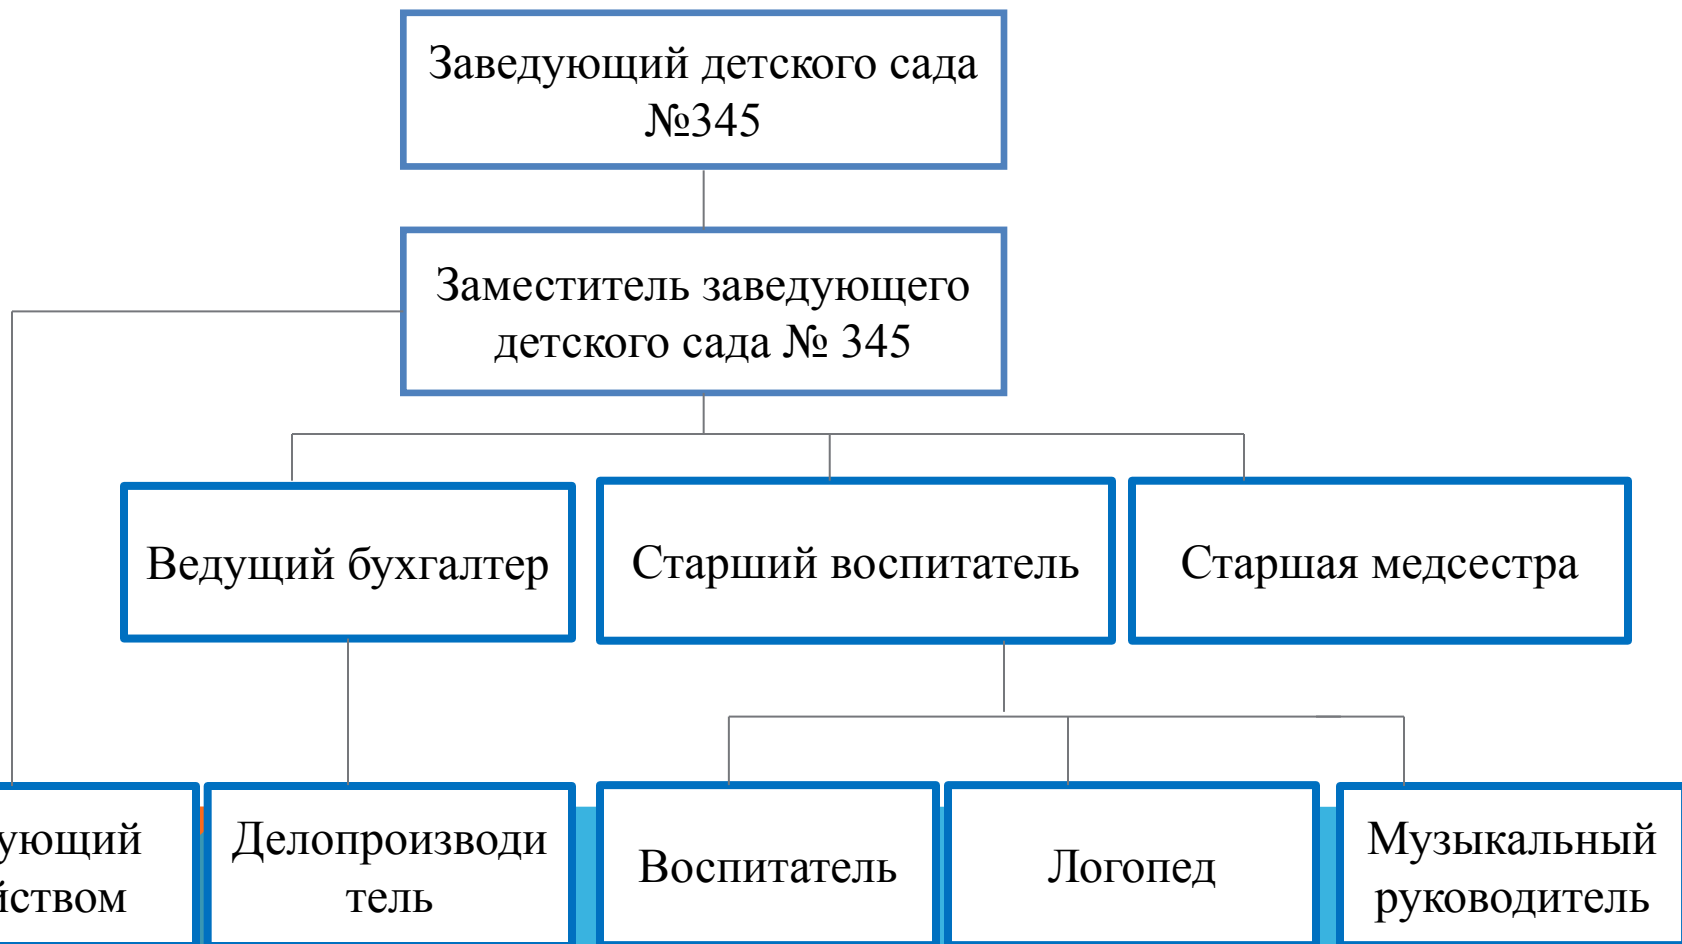 Заведующий детского сада
№345
Заместитель заведующего
детского сада № 345
Ведущий бухгалтер
Старший воспитатель
Старшая медсестра
Делопроизводи
тель
Воспитатель
Логопед
Музыкальный
руководитель